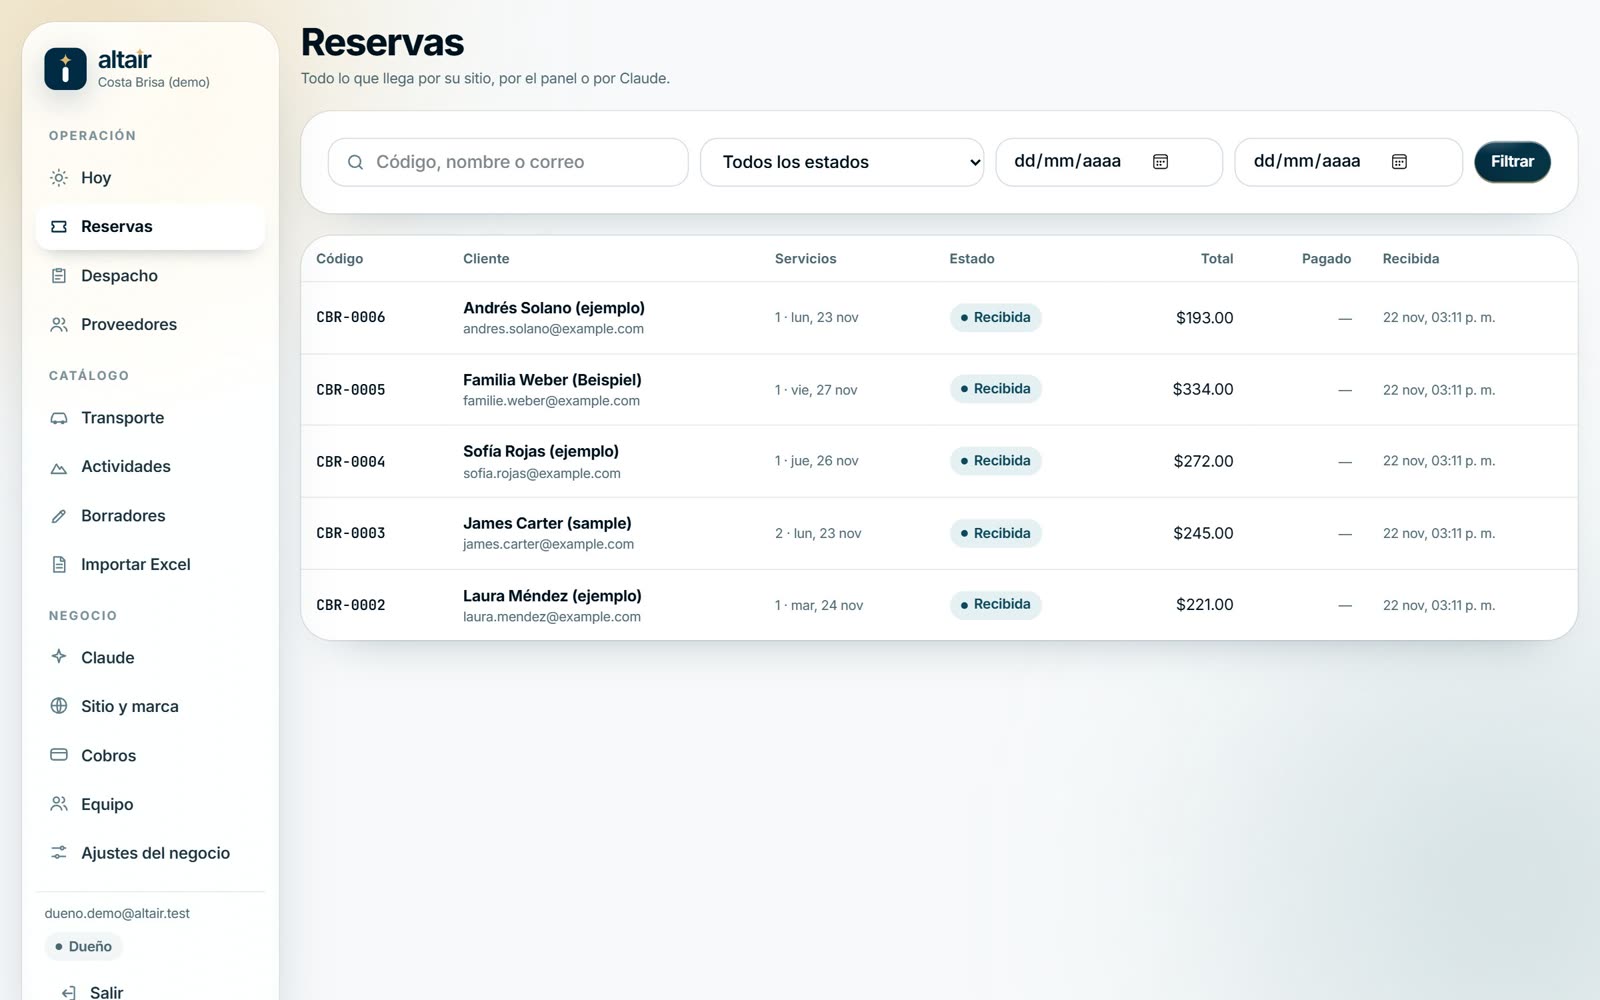 altair
Costa Brisa (demo)
OPERACIÓN
Hoy
Reservas
Despacho
Proveedores
CATÁLOGO
Transporte
Actividades
Borradores
Importar Excel
NEGOCIO
Claude
Sitio y marca
Cobros
Equipo
Ajustes del negocio
dueno.demo@altair.test
Dueño
Salir
Reservas
Todo lo que llega por su sitio, por el panel o por Claude.
Código, nombre o correo Todos los estados dd/mm/aaaa dd/mm/aaaa Filtrar
Código Cliente Servicios Estado Total Pagado Recibida
CBR-0006 Andrés Solano (ejemplo) 1 · lun, 23 nov Recibida $193.00 — 22 nov, 03:11 p. m.
andres.solano@example.com
CBR-0005 Familia Weber (Beispiel) 1 · vie, 27 nov Recibida $334.00 — 22 nov, 03:11 p. m.
familie.weber@example.com
CBR-0004 Sofía Rojas (ejemplo) 1 · jue, 26 nov Recibida $272.00 — 22 nov, 03:11 p. m.
sofia.rojas@example.com
CBR-0003 James Carter (sample) 2 · lun, 23 nov Recibida $245.00 — 22 nov, 03:11 p. m.
james.carter@example.com
CBR-0002 Laura Méndez (ejemplo) 1 · mar, 24 nov Recibida $221.00 — 22 nov, 03:11 p. m.
laura.mendez@example.com